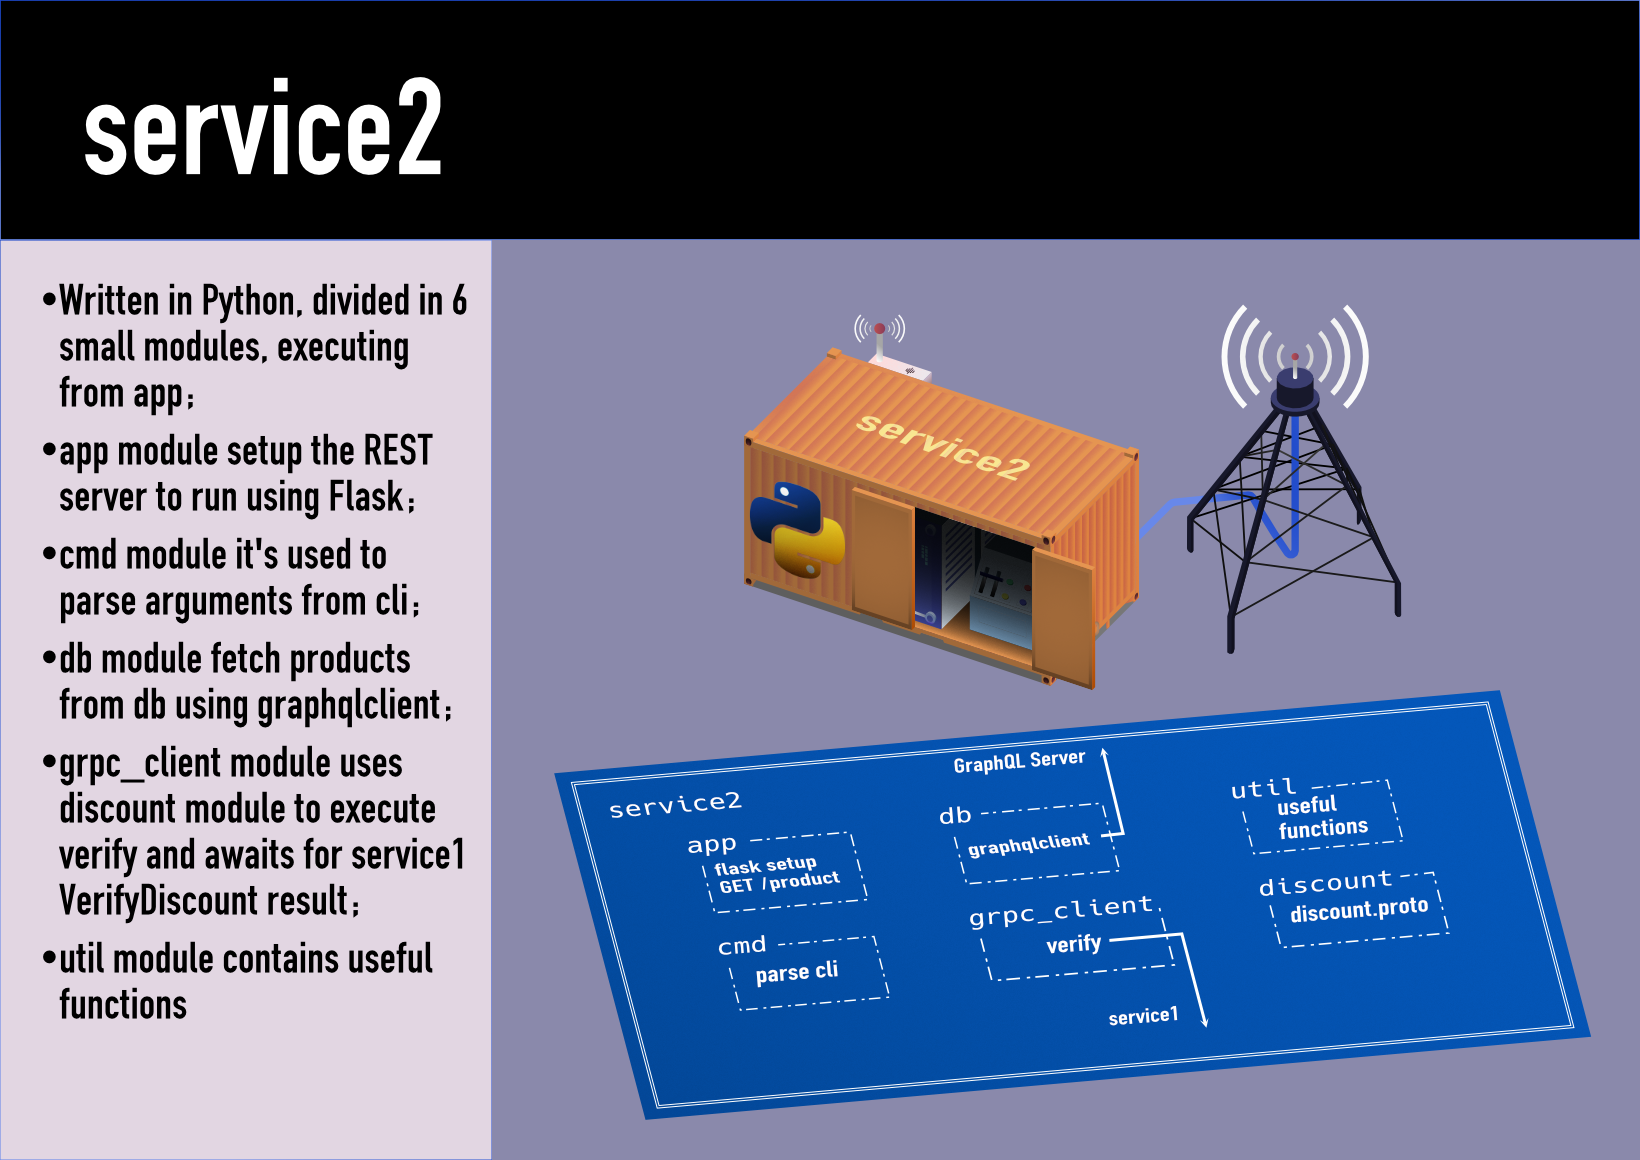 service2
•Written in Python, divided in 6
small modules, executing
from app;
•app module setup the REST
server to run using Flask;
•cmd module it's used to
parse arguments from cli;
•db module fetch products
from db using graphqlclient;
•grpc_client module uses
discount module to execute
verify and awaits for service1
VerifyDiscount result;
•util module contains useful
functions
service2
service2
app
flask setup
GET /product
cmd
parse cli
GraphQL Server
db
graphqlclient
grpc_client
verify
service1
util
useful
functions
discount
discount.proto